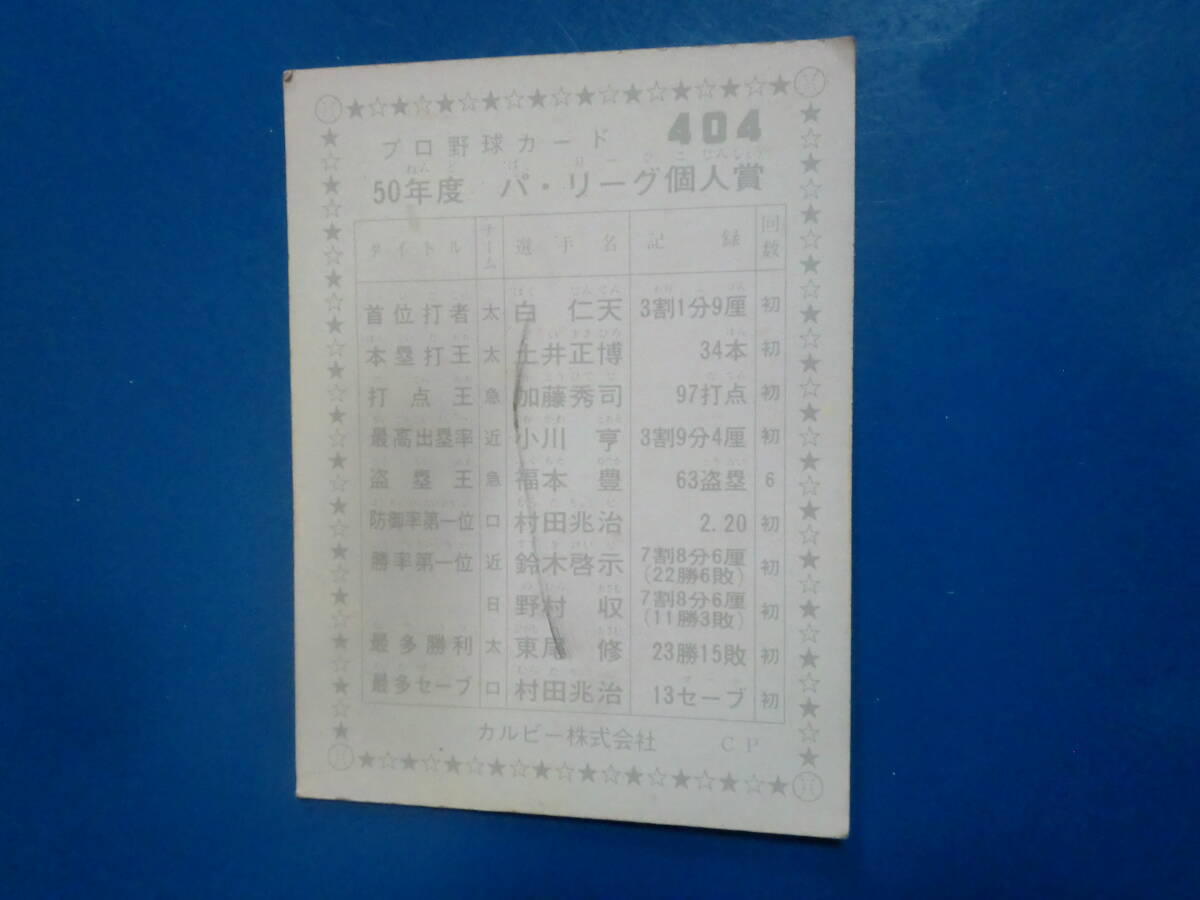 プロ野球カード 404
50年度 パ・リーグ個人賞
タイトル チーム 選手名 記録 回数
首位打者 太 白 仁天 3割1分9厘 初
本塁打王 太 土井正博 34本 初
打点王 急 加藤秀司 97打点 初
最高出塁率 近 小川 亨 3割9分4厘 初
盗塁王 急 福本 豊 63盗塁 6
防御率第一位 ロ 村田兆治 2.20 初
勝率第一位 近 鈴木啓示 7割8分6厘 初
(22勝6敗)
日 野村 収 7割8分6厘 初
(11勝3敗)
最多勝利 太 東尾 修 23勝15敗 初
最多セーブ ロ 村田兆治 13セーブ 初
カルビー株式会社 CP